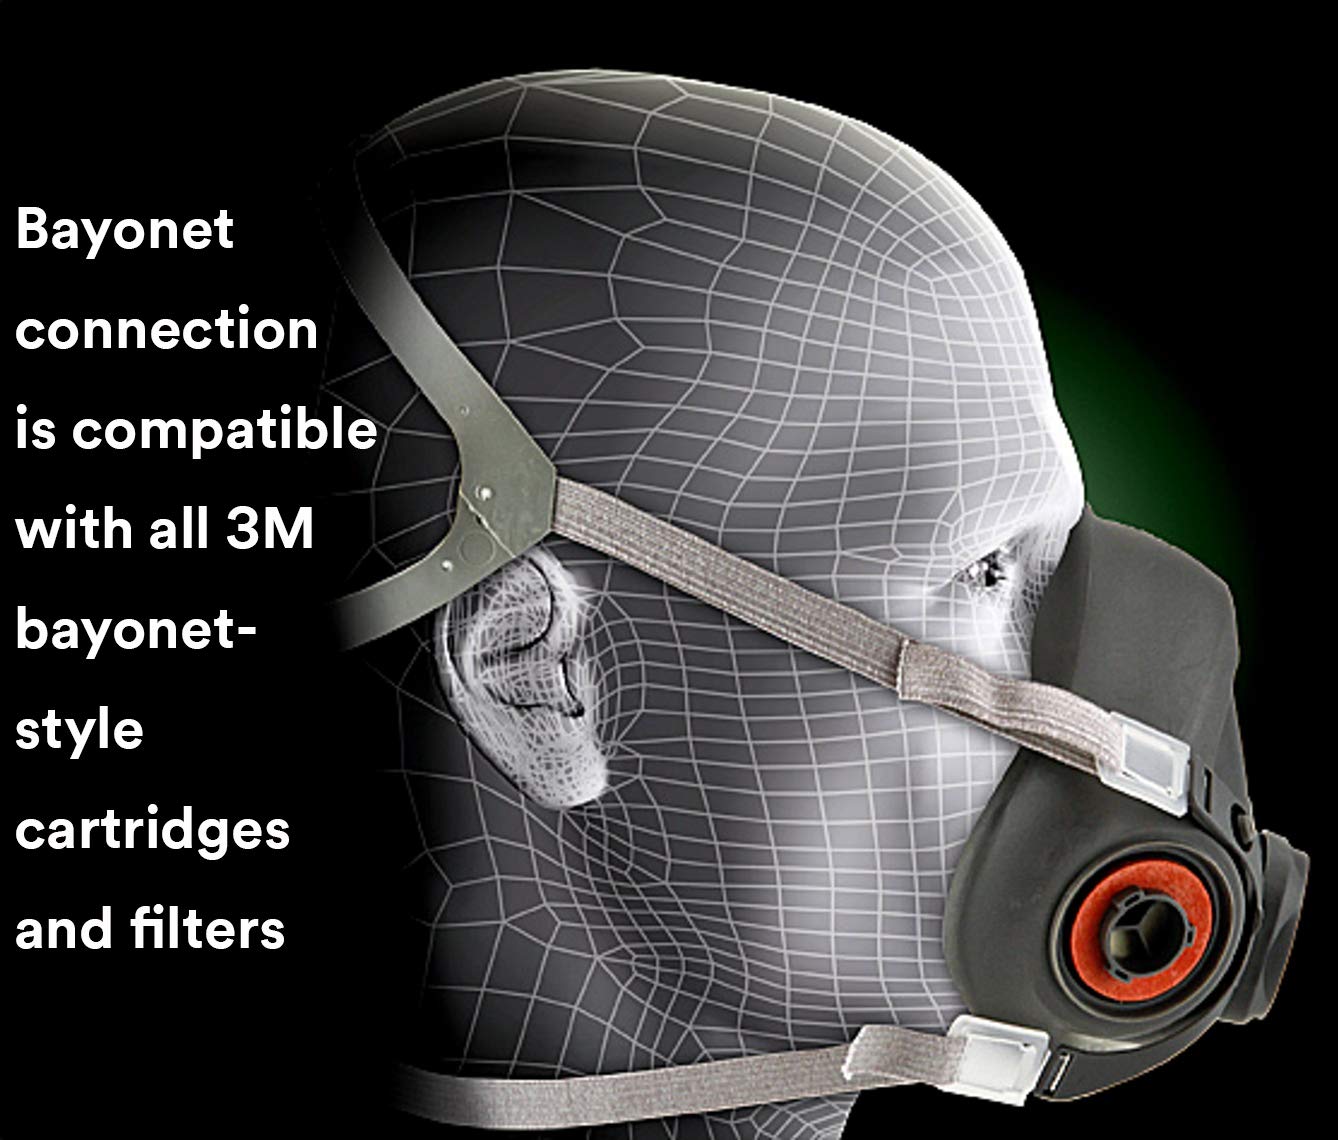 Bayonet
connection
is compatible
with all 3M
bayonet-
style
cartridges
and filters